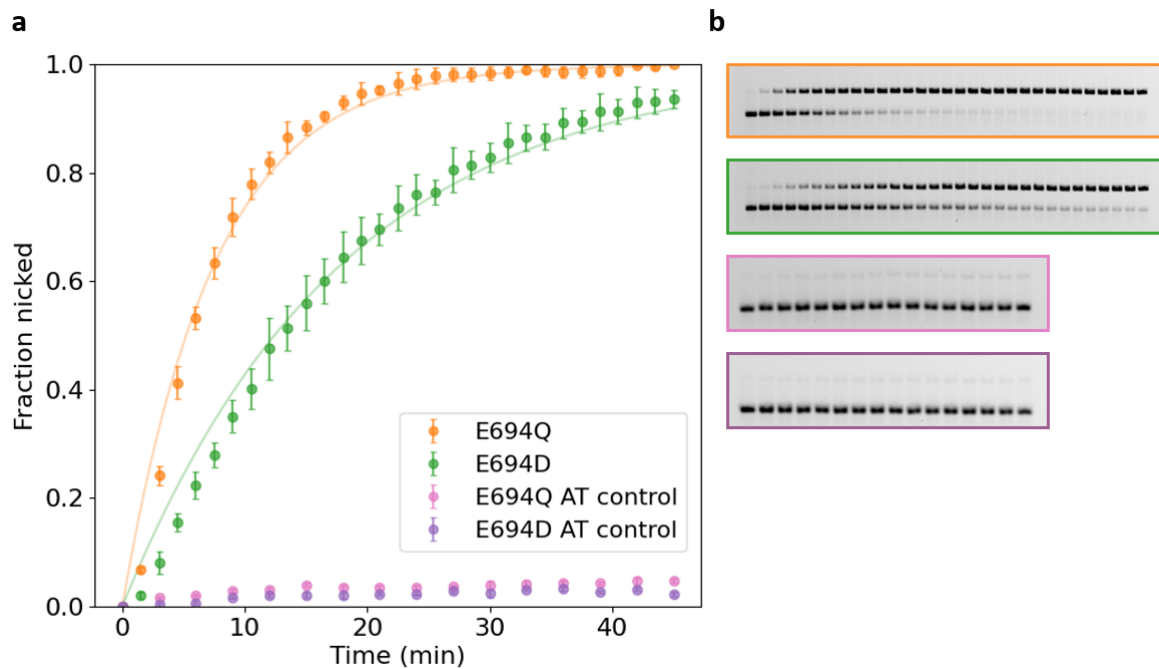 a
b
1.0
0.8
0.6
0.4
0.2
0.0
Fraction nicked
E694Q
E694D
E694Q AT control
E694D AT control
0 10 20 30 40
Time (min)